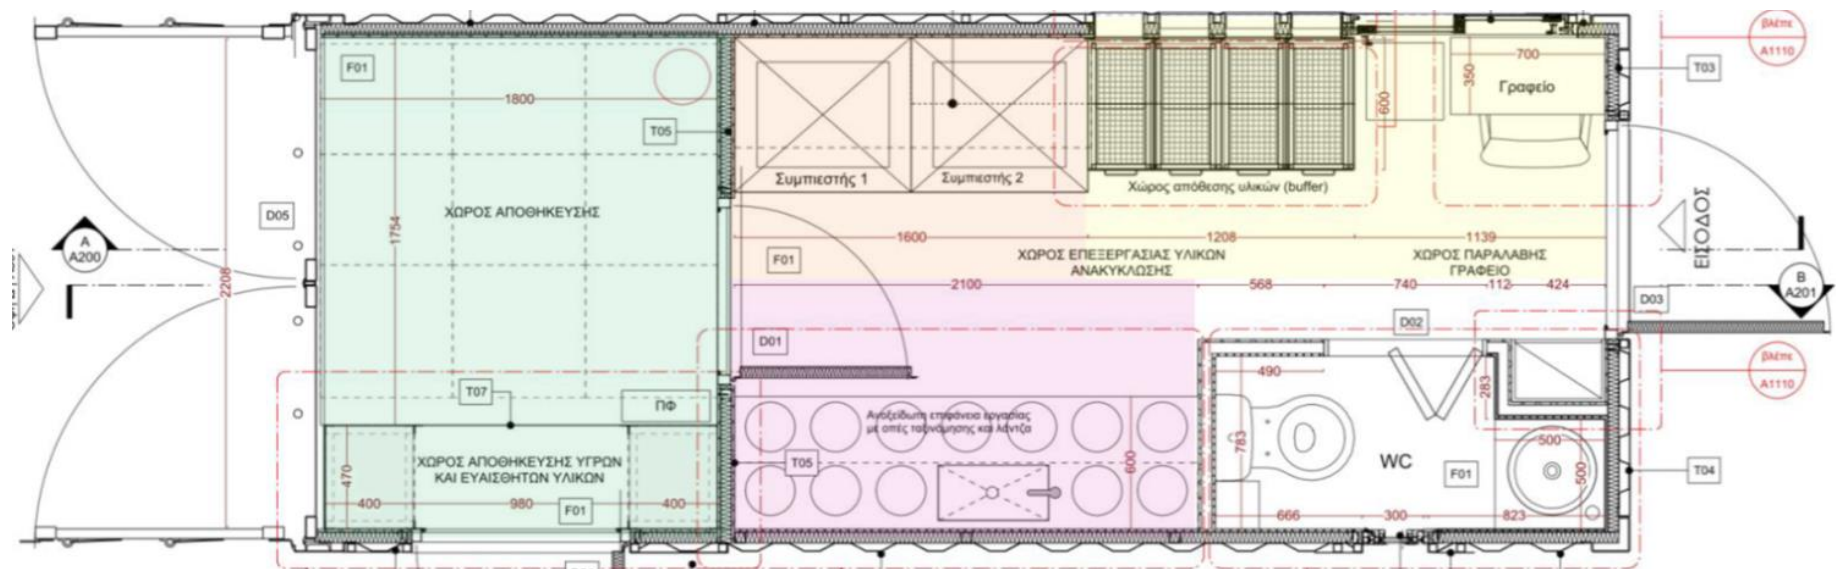 βλέπε
A1110
F01
700
350
Γραφείο
T03
1800
T05
600
Συμπιεστής 1
Συμπιεστής 2
Χώρος απόθεσης υλικών (buffer)
D05
ΧΩΡΟΣ ΑΠΟΘΗΚΕΥΣΗΣ
1754
ΕΙΣΟΔΟΣ
A
A200
1600
1208
1139
F01
ΧΩΡΟΣ ΕΠΕΞΕΡΓΑΣΙΑΣ ΥΛΙΚΩΝ
ΑΝΑΚΥΚΛΩΣΗΣ
ΧΩΡΟΣ ΠΑΡΑΛΑΒΗΣ
ΓΡΑΦΕΙΟ
2208
2100
568
740
112
424
B
A201
D03
D02
D01
βλέπε
A1110
490
283
T07
ΠΦ
Ανοξείδωτη επιφάνεια εργασίας
με οπές ταξινόμησης και λάντζα
783
500
500
600
WC
T05
F01
T04
ΧΩΡΟΣ ΑΠΟΘΗΚΕΥΣΗΣ ΥΓΡΩΝ
ΚΑΙ ΕΥΑΙΣΘΗΤΩΝ ΥΛΙΚΩΝ
470
400
980
400
F01
666
300
823